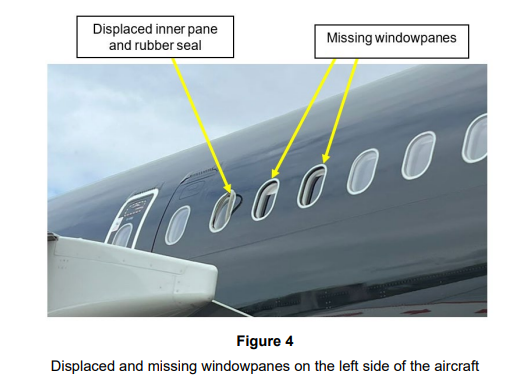 Displaced inner pane
and rubber seal
Missing windowpanes
Figure 4
Displaced and missing windowpanes on the left side of the aircraft